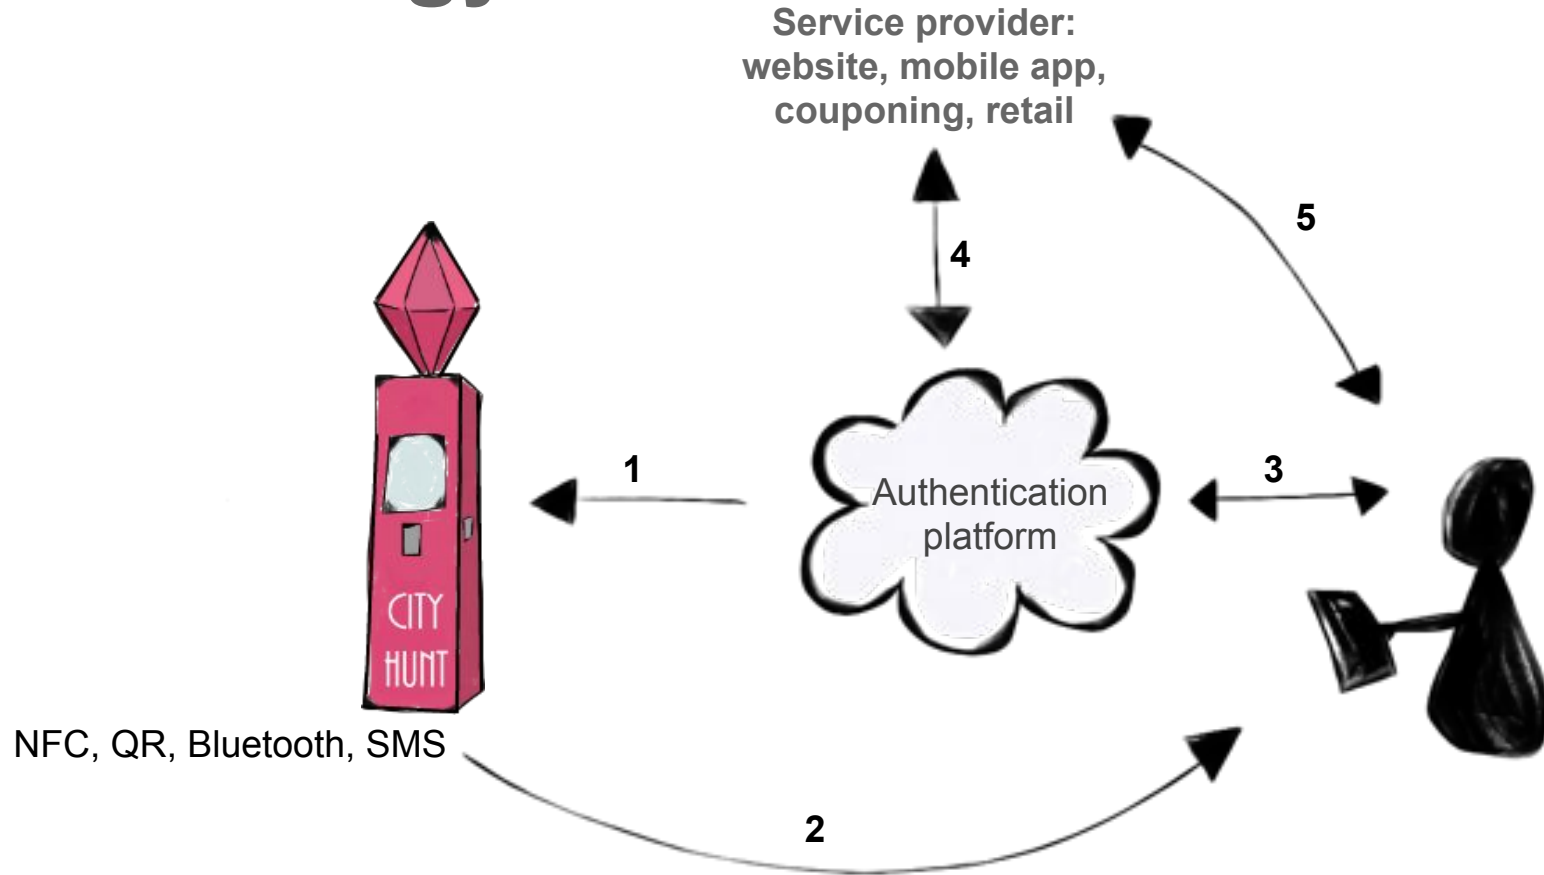 Service provider:
website, mobile app,
couponing, retail
5
4
1
3
Authentication
platform
CITY
HUNT
NFC, QR, Bluetooth, SMS
2